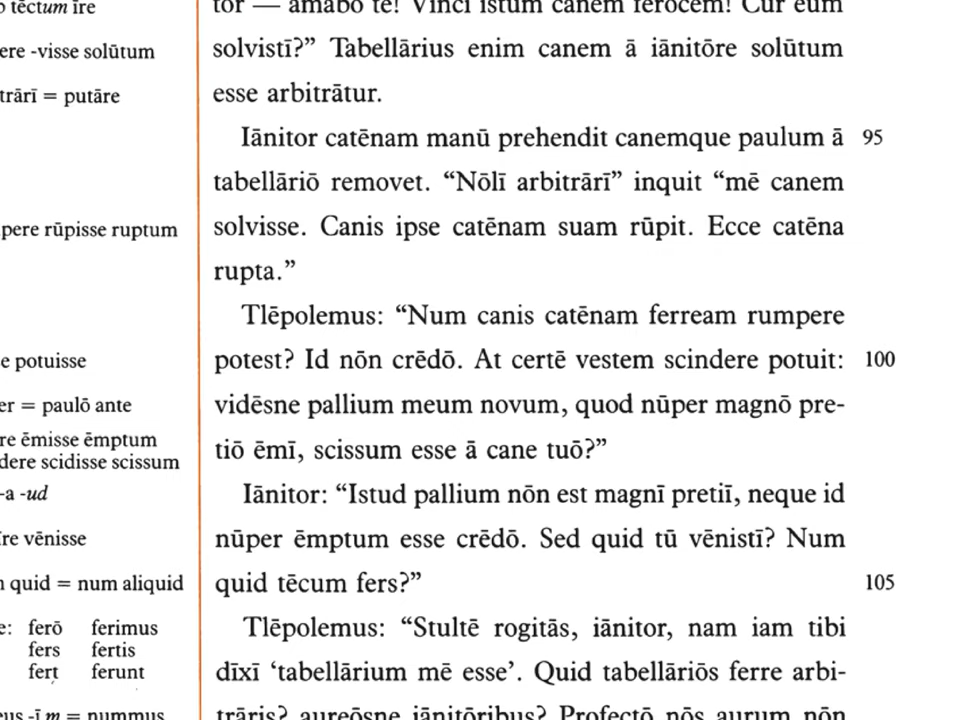 tēctum īre
tor — amābō tē! Vincī istum canem ferōcem! Cūr eum
ere -visse solūtum
solvistī?” Tabellārius enim canem ā iānitōre solūtum
trārī = putāre
esse arbitrātur.
Iānitor catēnam manū prehendit canemque paulum ā 95
tabellāriō removet. “Nōlī arbitrārī” inquit “mē canem
pere rūpisse ruptum
solvisse. Canis ipse catēnam suam rūpit. Ecce catēna
rupta.”
Tlēpolemus: “Num canis catēnam ferream rumpere
e potuisse
potest? Id nōn crēdō. At certē vestem scindere potuit: 100
er = paulō ante
vidēsne pallium meum novum, quod nūper magnō pre-
re ēmisse ēmptum
tiō ēmī, scissum esse ā cane tuō?”
dere scidisse scissum
-a -ud
Iānitor: “Istud pallium nōn est magnī pretiī, neque id
īre vēnisse
nūper ēmptum esse crēdō. Sed quid tū vēnistī? Num
quid = num aliquid
quid tēcum fers?” 105
e: ferō ferimus
Tlēpolemus: “Stultē rogitās, iānitor, nam iam tibi
fers fertis
fert ferunt
dīxī ‘tabellārium mē esse’. Quid tabellāriōs ferre arbi-
eus -ī m = nummus
trāris? aureōsne iānitōribus? Profectō nōs aurum nōn